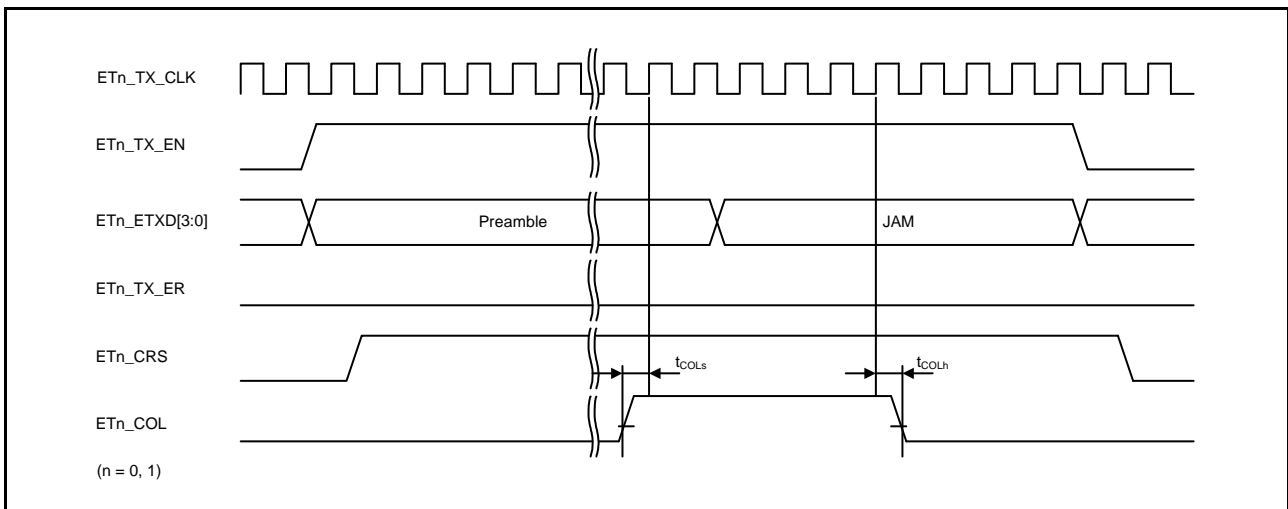 ETn_TX_CLK
ETn_TX_EN
ETn_ETXD[3:0]
Preamble
JAM
ETn_TX_ER
ETn_CRS
tCOLs
tCOLh
ETn_COL
(n = 0, 1)